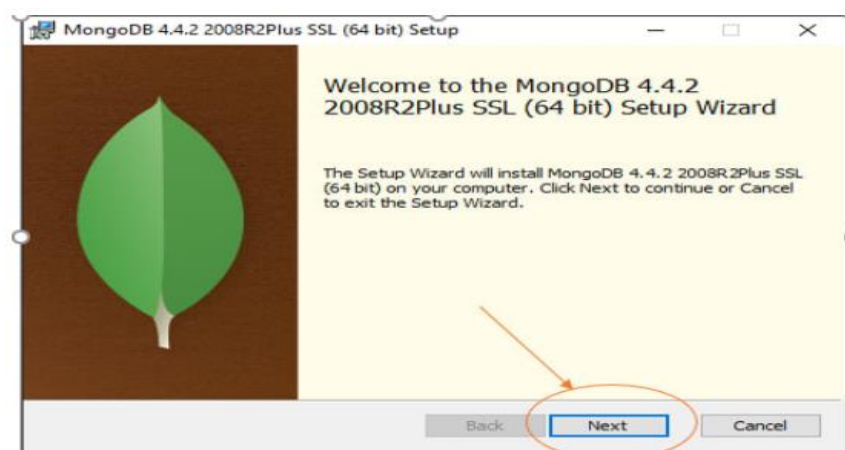 MongoDB 4.4.2 2008R2Plus SSL (64 bit) Setup
Welcome to the MongoDB 4.4.2
2008R2Plus SSL (64 bit) Setup Wizard
The Setup Wizard will install MongoDB 4.4.2 2008R2Plus SSL
(64 bit) on your computer. Click Next to continue or Cancel
to exit the Setup Wizard.
Back Next Cancel